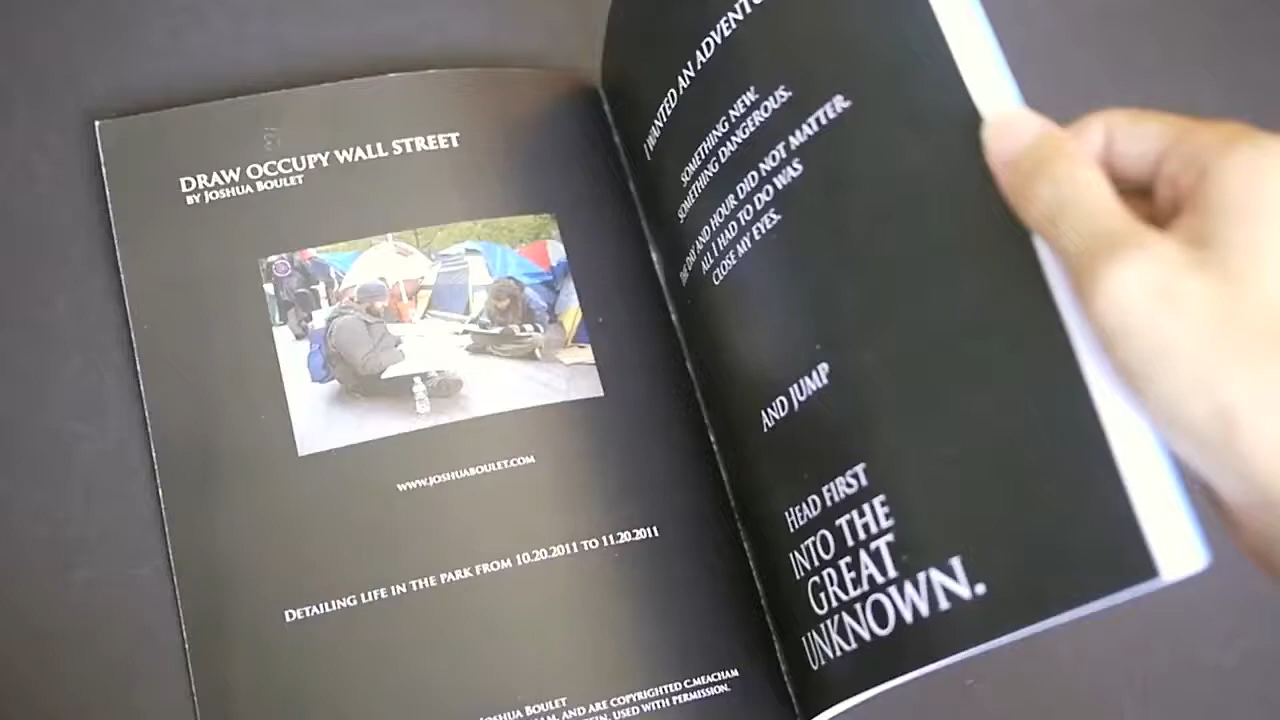 DRAW OCCUPY WALL STREET
BY JOSHUA BOULET
WWW.JOSHUABOULET.COM
DETAILING LIFE IN THE PARK FROM 10.20.2011 TO 11.20.2011
JOSHUA BOULET
AND ARE COPYRIGHTED C.MEACHAM
USED WITH PERMISSION.
I WANTED AN
SOMETHING NEW.
SOMETHING DANGEROUS.
THE DAY AND HOUR DID NOT MATTER.
ALL I HAD TO DO WAS
CLOSE MY EYES.
AND JUMP
HEAD FIRST
INTO THE
GREAT
UNKNOWN.